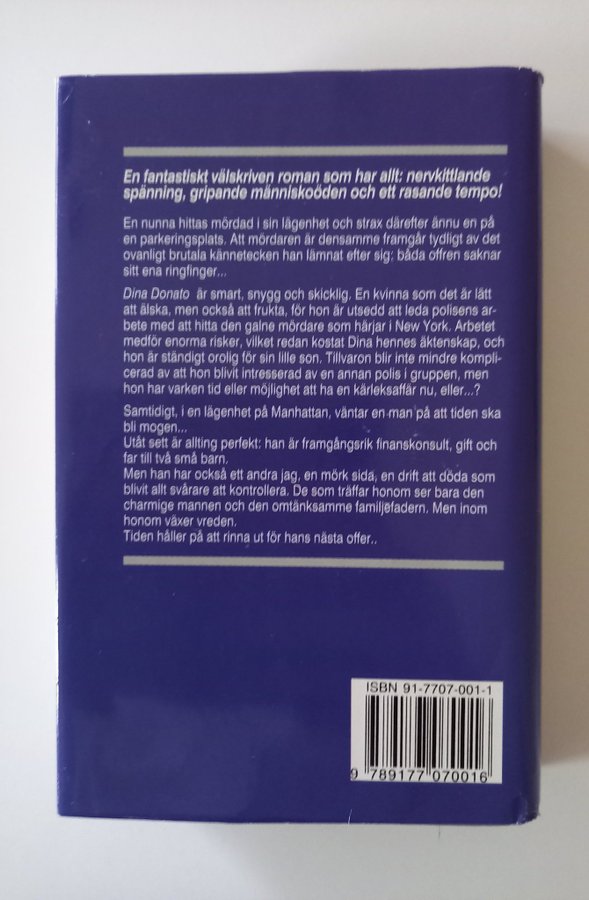 En fantastiskt välskriven roman som har allt: nervkittlande
spänning, gripande människoöden och ett rasande tempo!
En nunna hittas mördad i sin lägenhet och strax därefter ännu en på
en parkeringsplats. Att mördaren är densamme framgår tydligt av det
ovanligt brutala kännetecken han lämnat efter sig: båda offren saknar
sitt ena ringfinger...
Dina Donato är smart, snygg och skicklig. En kvinna som det är lätt
att älska, men också att frukta, för hon är utsedd att leda polisens ar-
bete med att hitta den galne mördare som härjar i New York. Arbetet
medför enorma risker, vilket redan kostat Dina hennes äktenskap, och
hon är ständigt orolig för sin lille son. Tillvaron blir inte mindre kompli-
cerad av att hon blivit intresserad av en annan polis i gruppen, men
hon har varken tid eller möjlighet att ha en kärleksaffär nu, eller...?
Samtidigt, i en lägenhet på Manhattan, väntar en man på att tiden ska
bli mogen...
Utåt sett är allting perfekt: han är framgångsrik finanskonsult, gift och
far till två små barn.
Men han har också ett andra jag, en mörk sida, en drift att döda som
blivit allt svårare att kontrollera. De som träffar honom ser bara den
charmige mannen och den omtänksamme familjefadern. Men inom
honom växer vreden.
Tiden håller på att rinna ut för hans nästa offer..
ISBN 91-7707-001-1
9 789177 070016